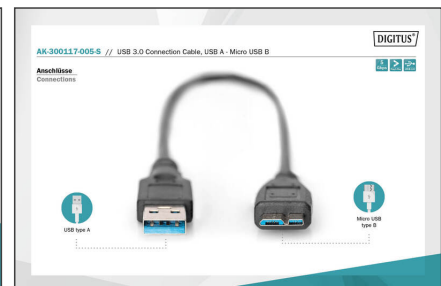 DIGITUS®
AK-300117-005-S // USB 3.0 Connection Cable, USB A - Micro USB B
Anschlüsse
Connections
USB type A
Micro USB
type B